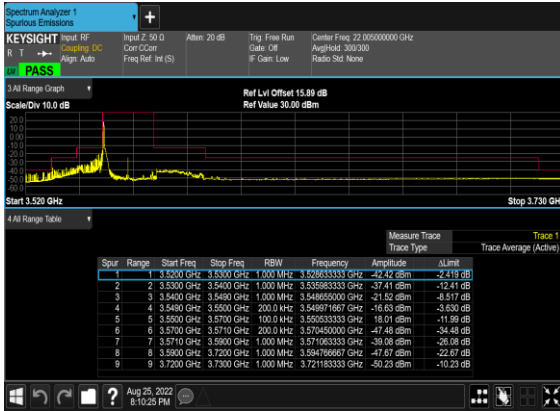 Spectrum Analyzer 1
Spurious Emissions
+
KEYSIGHT Input: RF Input Z: 50 Ω Atten: 20 dB Trig: Free Run Center Freq: 22.005000000 GHz
R T Coupling: DC Corr CCorr Gate: Off Avg|Hold: 300/300
Align: Auto Freq Ref: Int (S) IF Gain: Low Radio Std: None
PASS
3 All Range Graph
Ref Lvl Offset 15.89 dB
Scale/Div 10.0 dB Ref Value 30.00 dBm
20.0
10.0
0.00
-10.0
-20.0
-30.0
-40.0
-50.0
-60.0
Start 3.520 GHz Stop 3.730 GH
4 All Range Table
Measure Trace Trace 1
Trace Type Trace Average (Active)
Spur Range Start Freq Stop Freq RBW Frequency Amplitude ΔLimit
1 1 3.5200 GHz 3.5300 GHz 1.000 MHz 3.528633333 GHz -42.42 dBm -2.419 dB
2 2 3.5300 GHz 3.5400 GHz 1.000 MHz 3.535983333 GHz -37.41 dBm -12.41 dB
3 3 3.5400 GHz 3.5490 GHz 1.000 MHz 3.548655000 GHz -21.52 dBm -8.517 dB
4 4 3.5490 GHz 3.5500 GHz 200.0 kHz 3.549971667 GHz -16.63 dBm -3.630 dB
5 5 3.5500 GHz 3.5700 GHz 100.0 kHz 3.550533333 GHz 18.01 dBm -11.99 dB
6 6 3.5700 GHz 3.5710 GHz 200.0 kHz 3.570450000 GHz -47.48 dBm -34.48 dB
7 7 3.5710 GHz 3.5900 GHz 1.000 MHz 3.571063333 GHz -39.08 dBm -26.08 dB
8 8 3.5900 GHz 3.7200 GHz 1.000 MHz 3.594766667 GHz -47.67 dBm -22.67 dB
9 9 3.7200 GHz 3.7300 GHz 1.000 MHz 3.721183333 GHz -50.23 dBm -10.23 dB
? Aug 25, 2022
8:10:25 PM